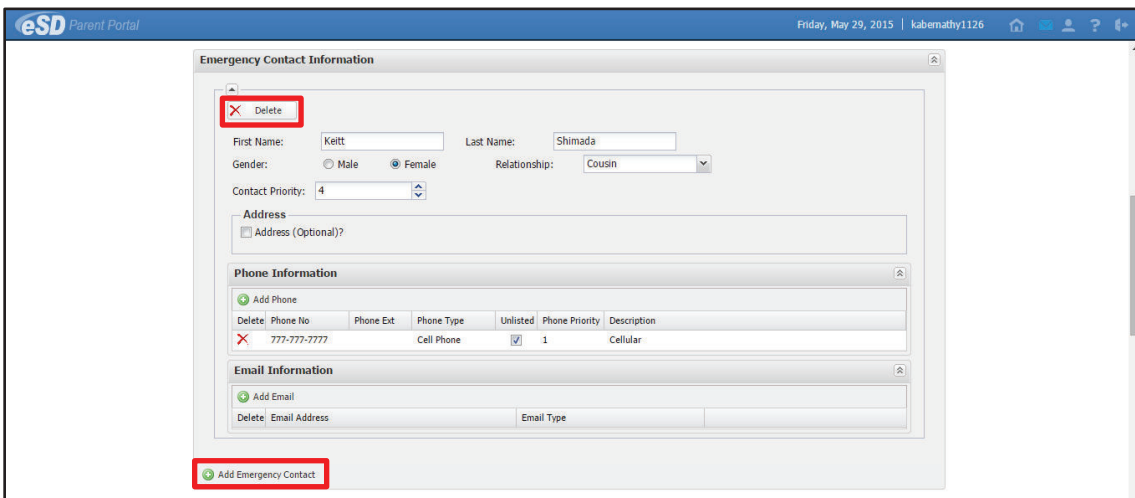 eSD Parent Portal Friday, May 29, 2015 | kabernathy1126 ?
Emergency Contact Information
Delete
First Name: Keitt Last Name: Shimada
Gender: Male Female Relationship: Cousin
Contact Priority: 4
Address
Address (Optional)?
Phone Information
Add Phone
Delete Phone No Phone Ext Phone Type Unlisted Phone Priority Description
777-777-7777 Cell Phone 1 Cellular
Email Information
Add Email
Delete Email Address Email Type
Add Emergency Contact